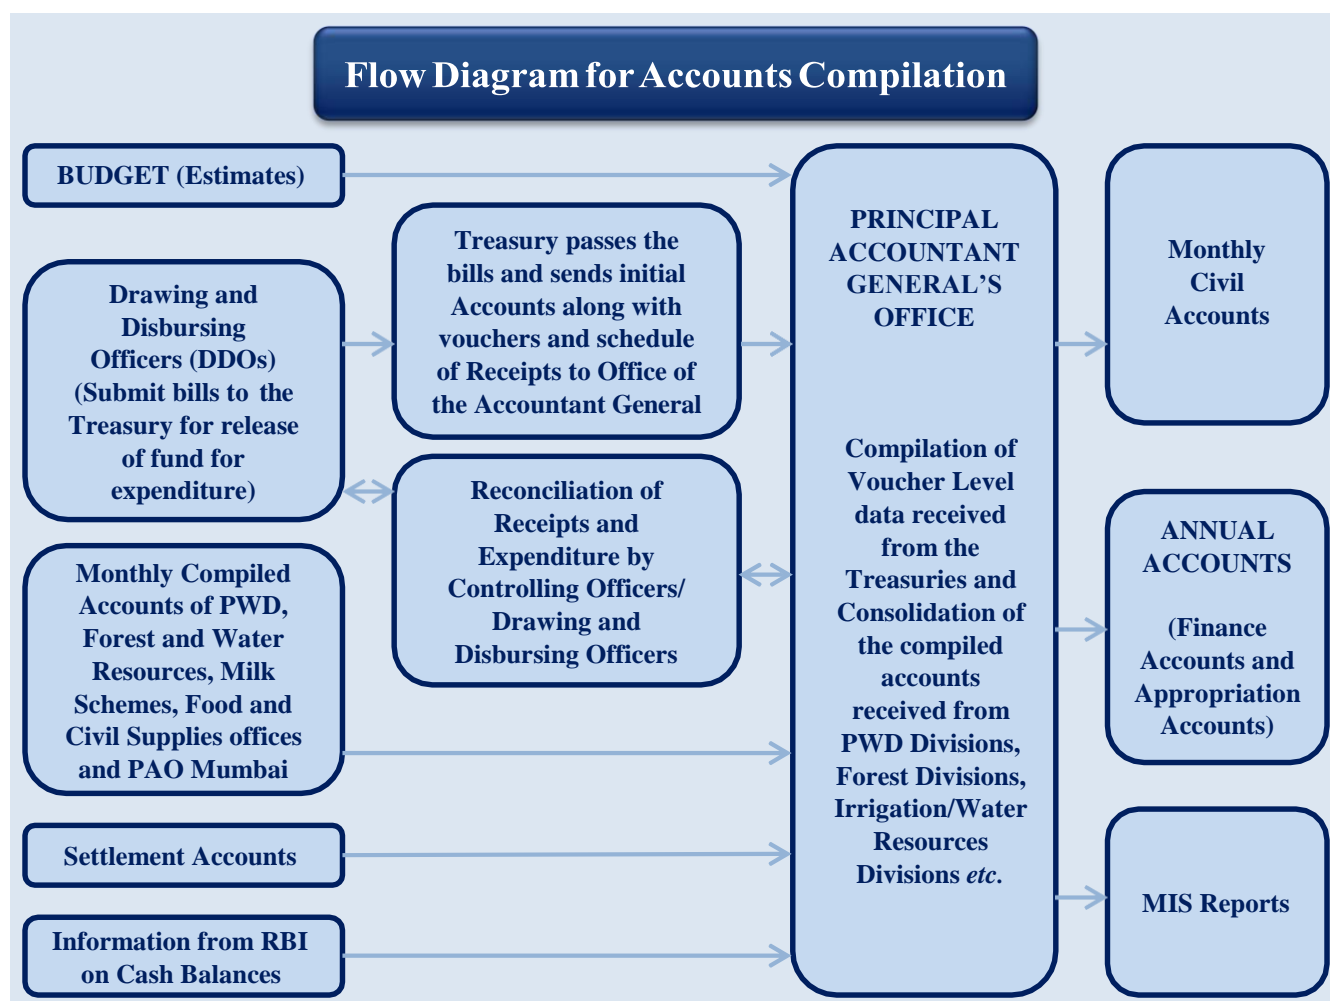 Flow Diagram for Accounts Compilation
BUDGET (Estimates)
Drawing and
Disbursing
Officers (DDOs)
(Submit bills to the
Treasury for release
of fund for
expenditure)
Monthly Compiled
Accounts of PWD,
Forest and Water
Resources, Milk
Schemes, Food and
Civil Supplies offices
and PAO Mumbai
Settlement Accounts
Information from RBI
on Cash Balances
Treasury passes the
bills and sends initial
Accounts along with
vouchers and schedule
of Receipts to Office of
the Accountant General
Reconciliation of
Receipts and
Expenditure by
Controlling Officers/
Drawing and
Disbursing Officers
PRINCIPAL
ACCOUNTANT
GENERAL’S
OFFICE
Compilation of
Voucher Level
data received
from the
Treasuries and
Consolidation of
the compiled
accounts
received from
PWD Divisions,
Forest Divisions,
Irrigation/Water
Resources
Divisions etc.
Monthly
Civil
Accounts
ANNUAL
ACCOUNTS
(Finance
Accounts and
Appropriation
Accounts)
MIS Reports